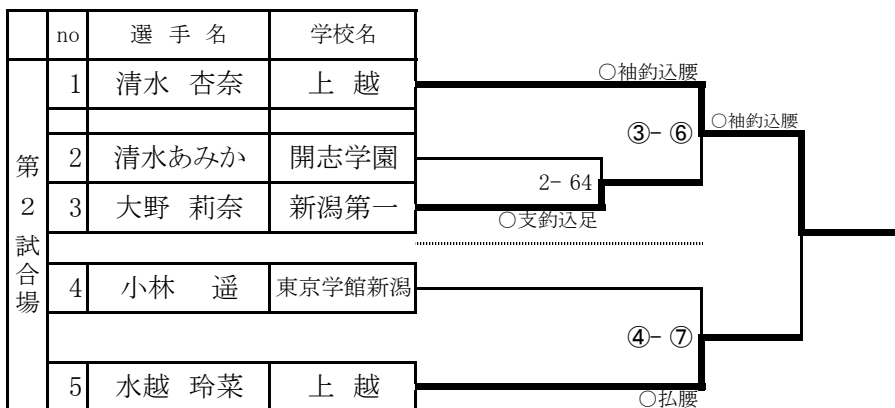 no 選 手 名 学校名
○袖釣込腰
1 清水 杏奈 上 越
③- ⑥ ○袖釣込腰
2 清水あみか 開志学園
2- 64
3 大野 莉奈 新潟第一
○支釣込足
4 小林 遥 東京学館新潟
④- ⑦
5 水越 玲菜 上 越
○払腰
第2試合場